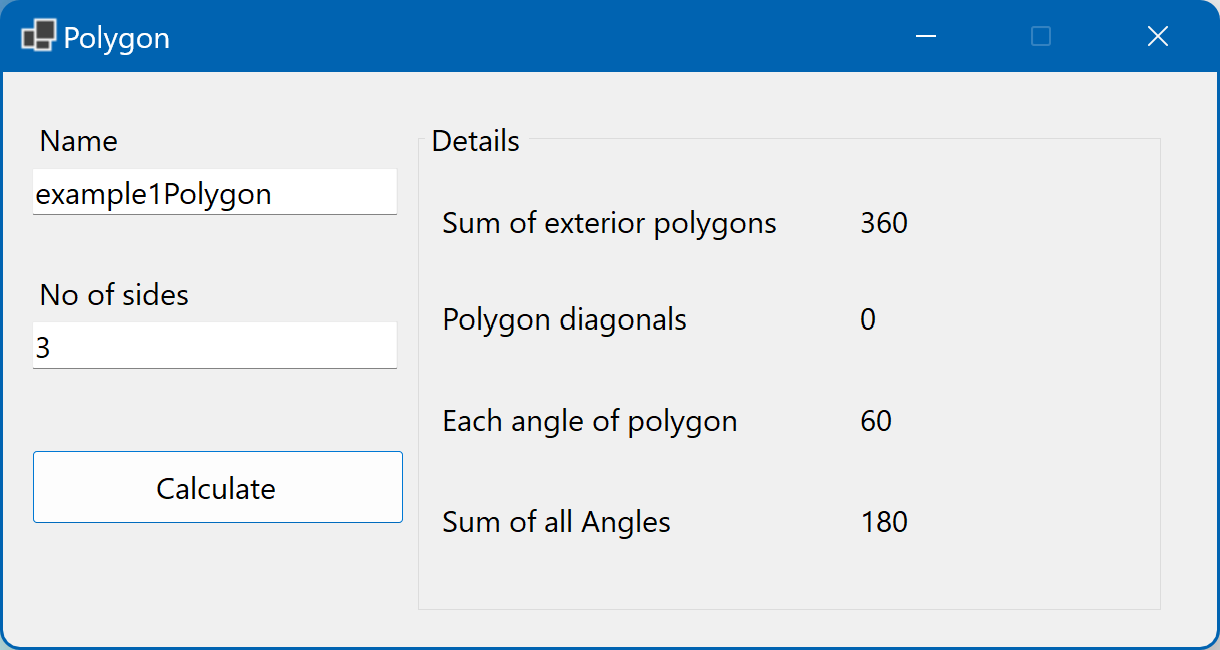 Polygon
Name
example1Polygon
No of sides
3
Calculate
Details
Sum of exterior polygons 360
Polygon diagonals 0
Each angle of polygon 60
Sum of all Angles 180